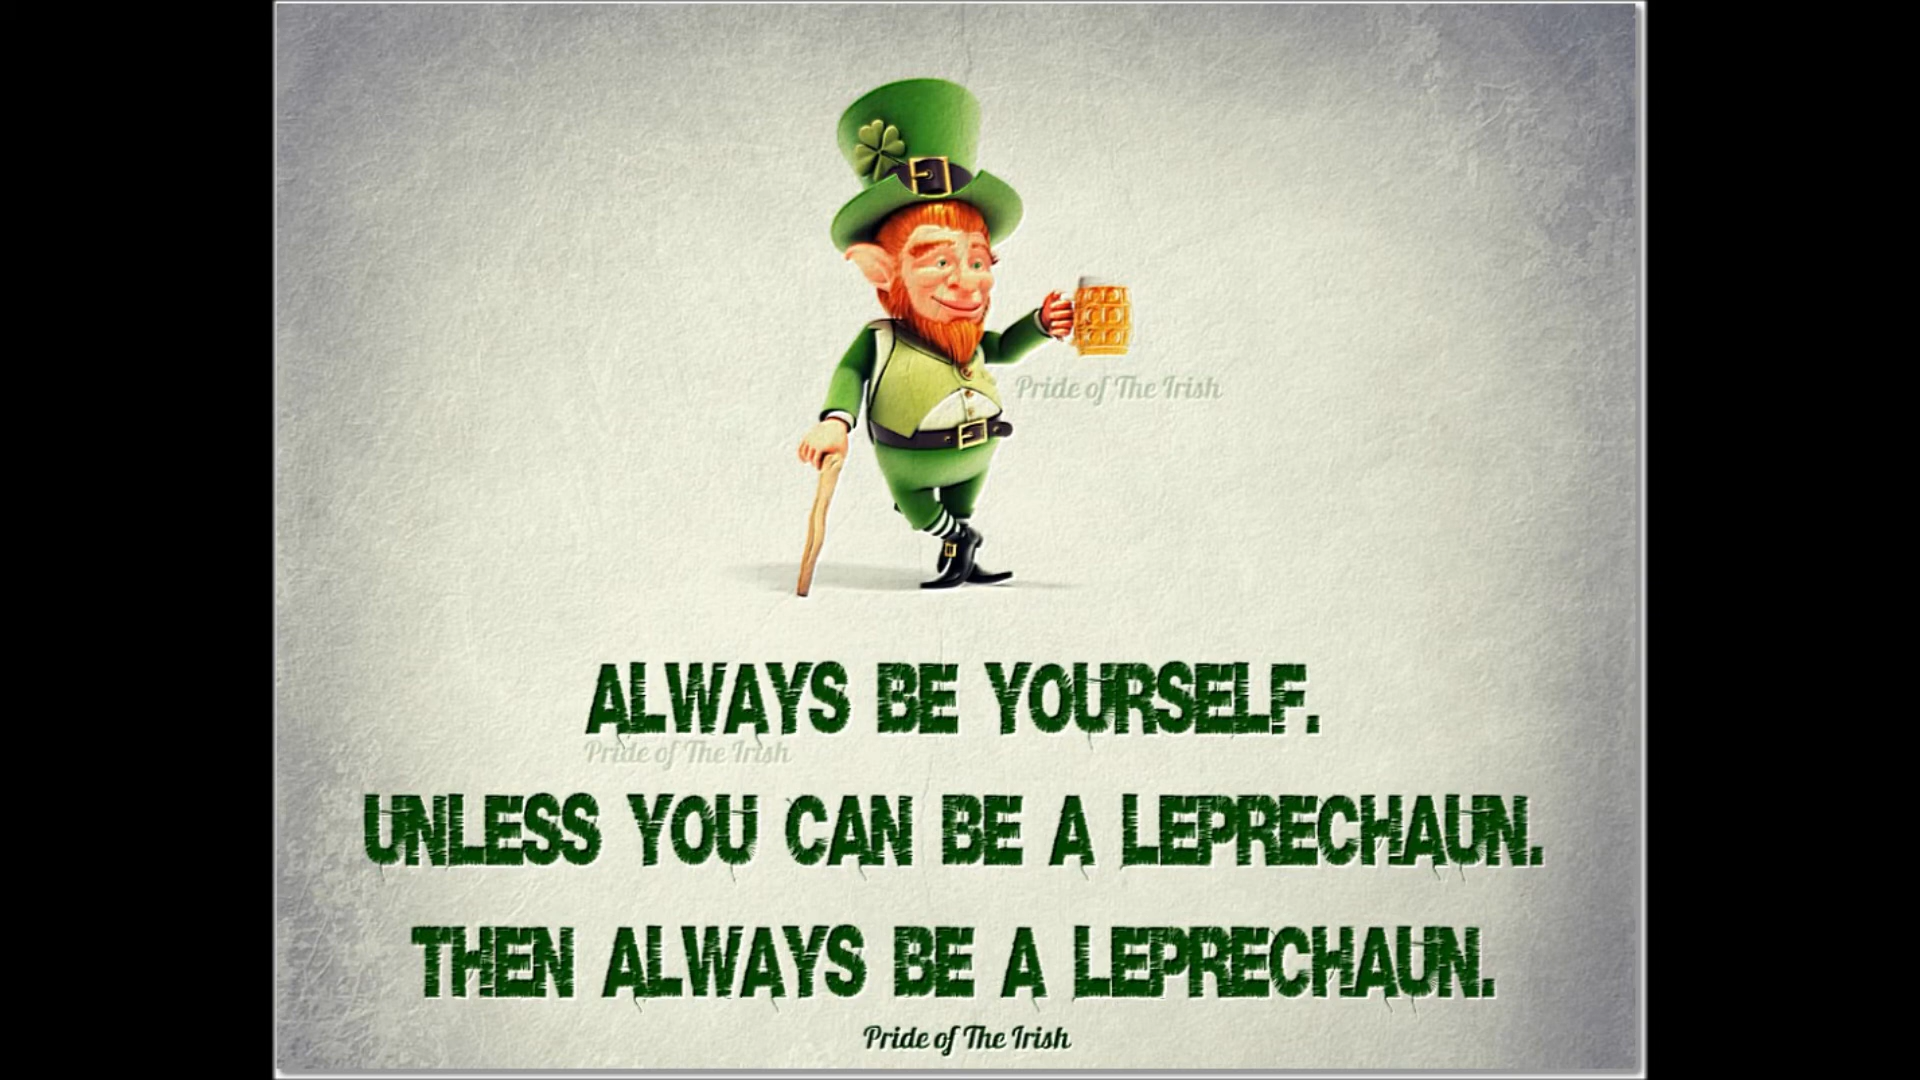 Pride of The Irish
ALWAYS BE YOURSELF.
Pride of The Irish
UNLESS YOU CAN BE A LEPRECHAUN.
THEN ALWAYS BE A LEPRECHAUN.
Pride of The Irish